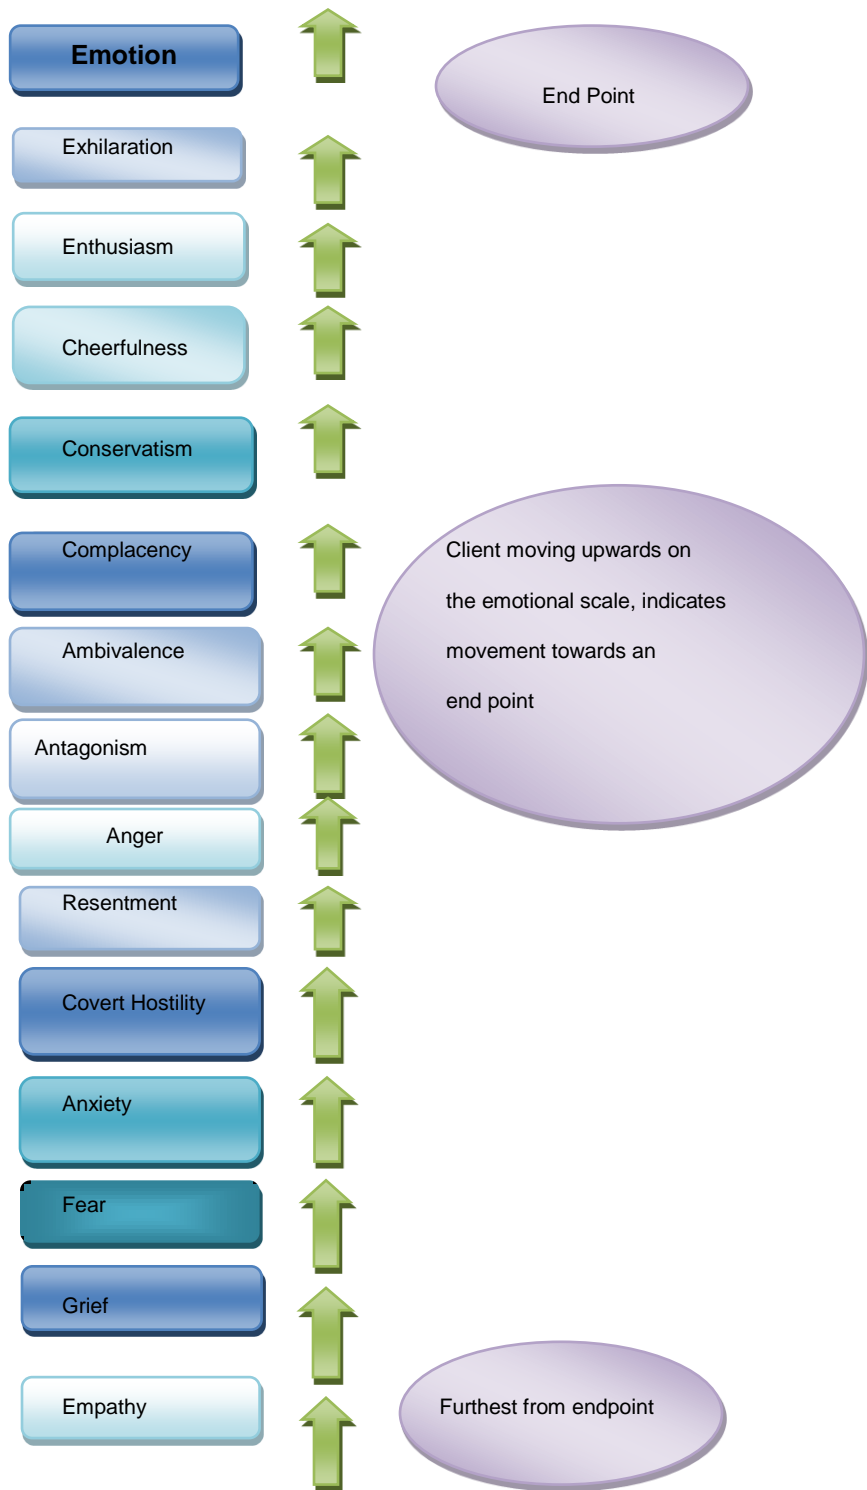 Emotion
End Point
Exhilaration
Enthusiasm
Cheerfulness
Conservatism
Complacency
Client moving upwards on
the emotional scale, indicates
movement towards an
end point
Ambivalence
Antagonism
Anger
Resentment
Covert Hostility
Anxiety
Fear
Grief
Empathy
Furthest from endpoint